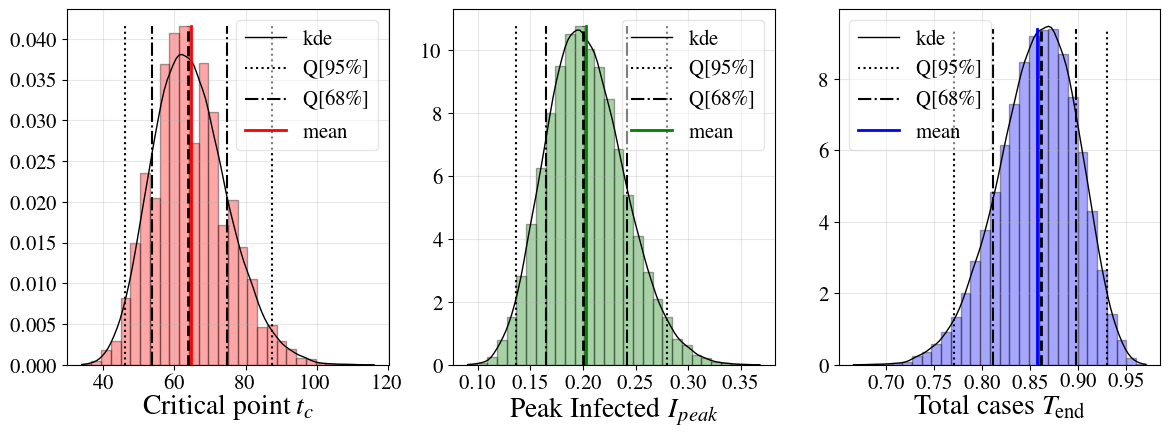 0.040
0.035
0.030
0.025
0.020
0.015
0.010
0.005
0.000
40 60 80 100 120
Critical point t_c
kde
Q[95%]
Q[68%]
mean
10
8
6
4
2
0
0.10 0.15 0.20 0.25 0.30 0.35
Peak Infected I_peak
kde
Q[95%]
Q[68%]
mean
8
6
4
2
0
0.70 0.75 0.80 0.85 0.90 0.95
Total cases T_end
kde
Q[95%]
Q[68%]
mean